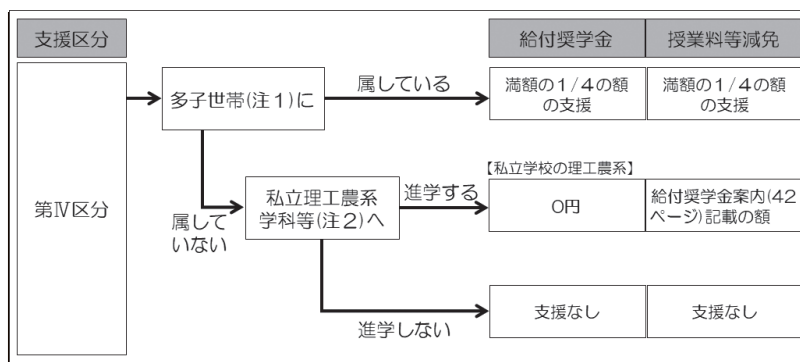 支援区分
給付奨学金
授業料等減免
第Ⅳ区分
多子世帯(注1)に
属している
満額の1/4の額
の支援
満額の1/4の額
の支援
属して
いない
私立理工農系
学科等(注2)へ
進学する
【私立学校の理工農系】
0円
給付奨学金案内(42
ページ)記載の額
進学しない
支援なし
支援なし